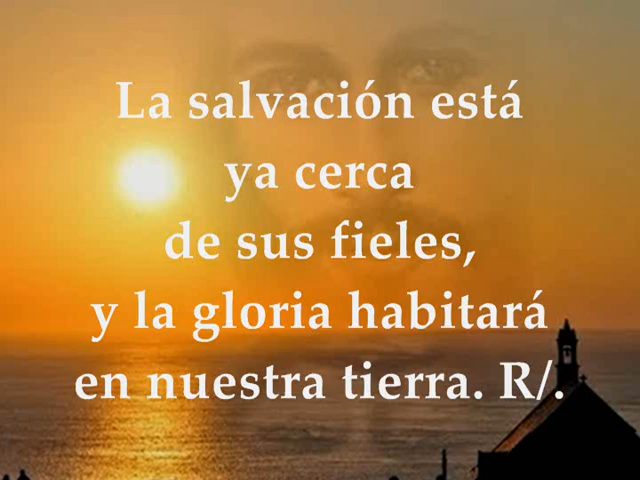 La salvación está
ya cerca
de sus fieles,
y la gloria habitará
en nuestra tierra. R/.